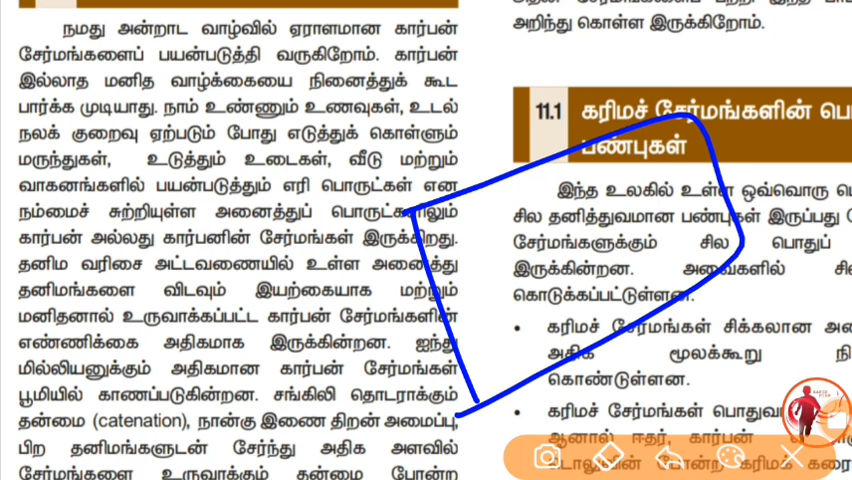 நமது அன்றாட வாழ்வில் ஏராளமான கார்பன்
சேர்மங்களைப் பயன்படுத்தி வருகிறோம். கார்பன்
இல்லாத மனித வாழ்க்கையை நினைத்துக் கூட
பார்க்க முடியாது. நாம் உண்ணும் உணவுகள், உடல்
நலக் குறைவு ஏற்படும் போது எடுத்துக் கொள்ளும்
மருந்துகள், உடுத்தும் உடைகள், வீடு மற்றும்
வாகனங்களில் பயன்படுத்தும் எரி பொருட்கள் என
நம்மைச் சுற்றியுள்ள அனைத்துப் பொருட்களிலும்
கார்பன் அல்லது கார்பனின் சேர்மங்கள் இருக்கிறது.
தனிம வரிசை அட்டவணையில் உள்ள அனைத்து
தனிமங்களை விடவும் இயற்கையாக மற்றும்
மனிதனால் உருவாக்கப்பட்ட கார்பன் சேர்மங்களின்
எண்ணிக்கை அதிகமாக இருக்கின்றன. ஐந்து
மில்லியனுக்கும் அதிகமான கார்பன் சேர்மங்கள்
பூமியில் காணப்படுகின்றன. சங்கிலி தொடராக்கும்
தன்மை (catenation), நான்கு இணை திறன் அமைப்பு,
பிற தனிமங்களுடன் சேர்ந்து அதிக அளவில்
சேர்மங்களை உருவாக்கும் தன்மை போன்ற
அறிந்து கொள்ள இருக்கிறோம்.
11.1 கரிமச் சேர்மங்களின் பொ
பண்புகள்
இந்த உலகில் உள்ள ஒவ்வொரு
சில தனித்துவமான பண்புகள் இருப்பது
சேர்மங்களுக்கும் சில பொதுப்
இருக்கின்றன. அவைகளில் சில
கொடுக்கப்பட்டுள்ளன.
• கரிமச் சேர்மங்கள் சிக்கலான
அதிக மூலக்கூறு நி
கொண்டுள்ளன.
• கரிமச் சேர்மங்கள்
ஆனால் ஈதர், கார்பன்
போன்ற கரிமக்